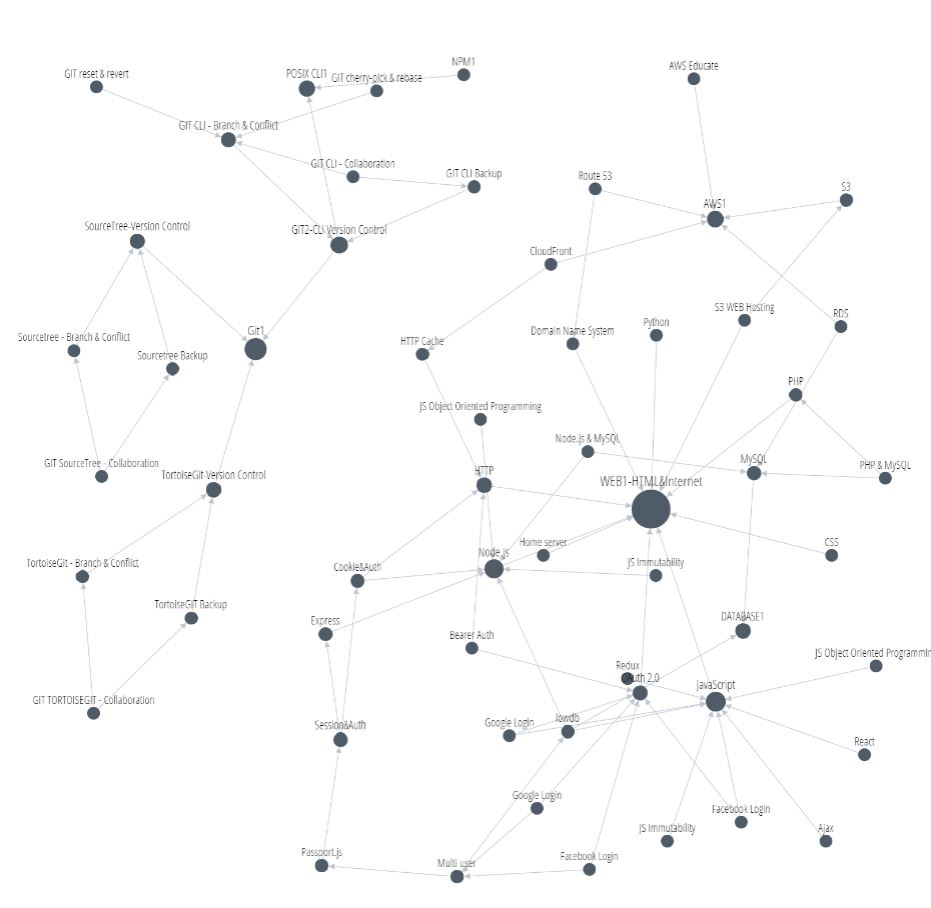 NPM1
AWS Educate
GIT reset & revert
POSIX CLI1
GIT cherry-pick & rebase
GIT CLI - Branch & Conflict
GIT CLI - Collaboration
GIT CLI Backup
Route 53
S3
AWS1
SourceTree-Version Control
GIT2-CLI Version Control
CloudFront
S3 WEB Hosting
RDS
Python
Domain Name System
Git1
Sourcetree - Branch & Conflict
HTTP Cache
Sourcetree Backup
PHP
JS Object Oriented Programming
Node.js & MySQL
MySQL
PHP & MySQL
GIT SourceTree - Collaboration
HTTP
TortoiseGit-Version Control
WEB1-HTML&Internet
Home server
CSS
Node.js
TortoiseGit - Branch & Conflict
Cookie&Auth
JS Immutability
TortoiseGIT Backup
DATABASE1
Express
Bearer Auth
JS Object Oriented Programmin
Redux
OAuth 2.0
JavaScript
GIT TORTOISEGIT - Collaboration
Google Login
lowdb
Session&Auth
React
Google Login
Facebook Login
JS Immutability
Ajax
Passport.js
Multi user
Facebook Login